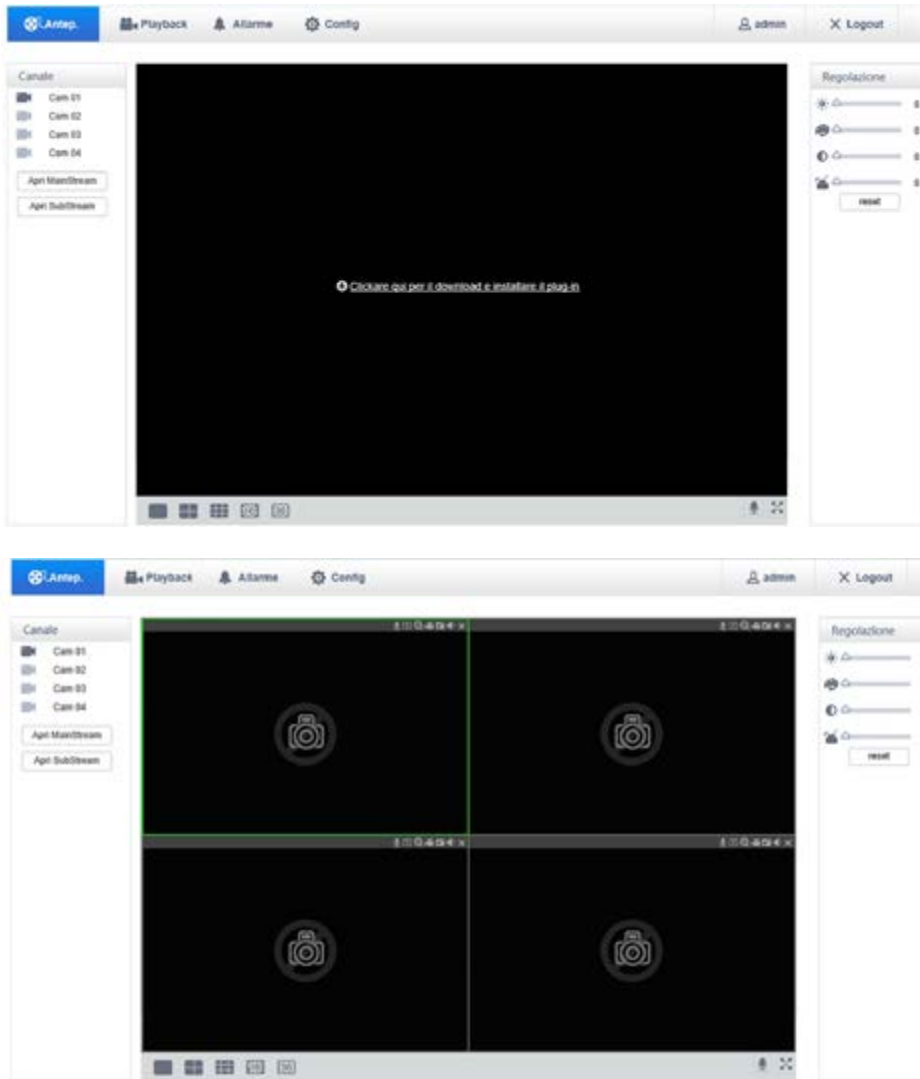 Antep.
Playback
Allarme
Config
admin
Logout
Canale
Cam 01
Cam 02
Cam 03
Cam 04
Apri MainStream
Apri SubStream
Clickare qui per il download e installare il plug-in
Regolazione
reset
Antep.
Playback
Allarme
Config
admin
Logout
Canale
Cam 01
Cam 02
Cam 03
Cam 04
Apri MainStream
Apri SubStream
Regolazione
reset